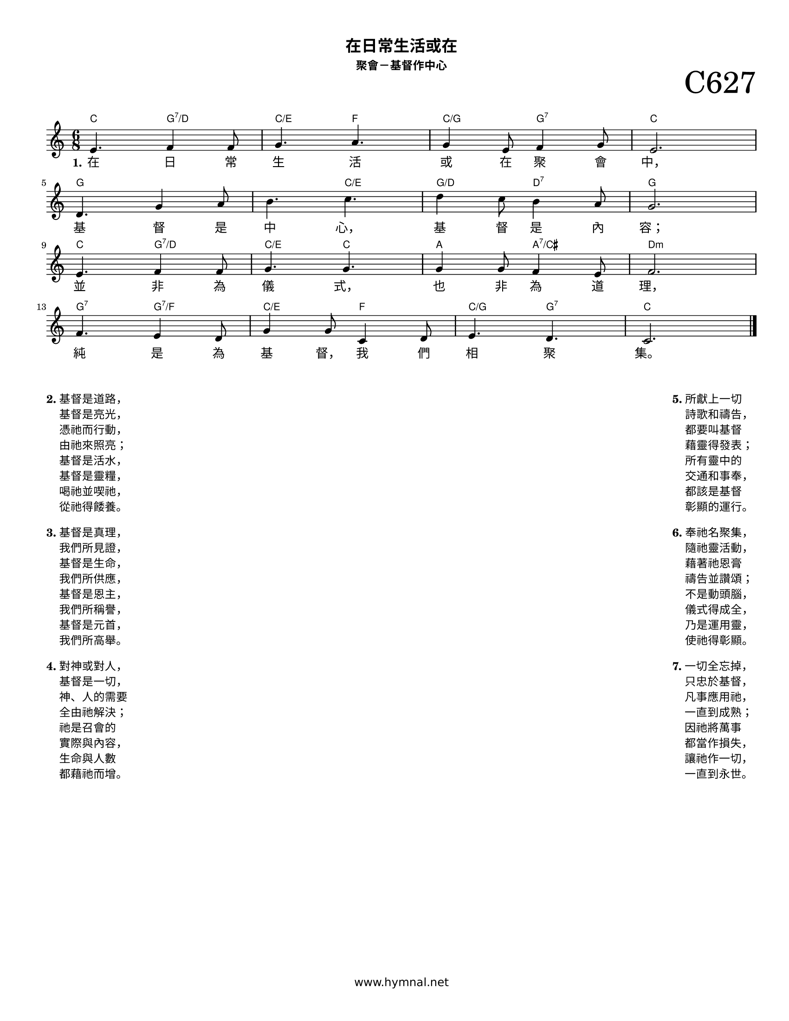 在日常生活或在
聚會－基督作中心
C627
C G7/D C/E F C/G G7 C
6
8
1. 在 日 常 生 活 或 在 聚 會 中，
5 G C/E G/D D7 G
基 督 是 中 心， 基 督 是 內 容；
9 C G7/D C/E C A A7/C♯ Dm
並 非 為 儀 式， 也 非 為 道 理，
13 G7 G7/F C/E F C/G G7 C
純 是 為 基 督， 我 們 相 聚 集。
2. 基督是道路，
基督是亮光，
憑祂而行動，
由祂來照亮；
基督是活水，
基督是靈糧，
喝祂並喫祂，
從祂得餧養。
3. 基督是真理，
我們所見證，
基督是生命，
我們所供應，
基督是恩主，
我們所稱譽，
基督是元首，
我們所高舉。
4. 對神或對人，
基督是一切，
神、人的需要
全由祂解決；
祂是召會的
實際與內容，
生命與人數
都藉祂而增。
5. 所獻上一切
詩歌和禱告，
都要叫基督
藉靈得發表；
所有靈中的
交通和事奉，
都該是基督
彰顯的運行。
6. 奉祂名聚集，
隨祂靈活動，
藉著祂恩膏
禱告並讚頌；
不是動頭腦，
儀式得成全，
乃是運用靈，
使祂得彰顯。
7. 一切全忘掉，
只忠於基督，
凡事應用祂，
一直到成熟；
因祂將萬事
都當作損失，
讓祂作一切，
一直到永世。
www.hymnal.net